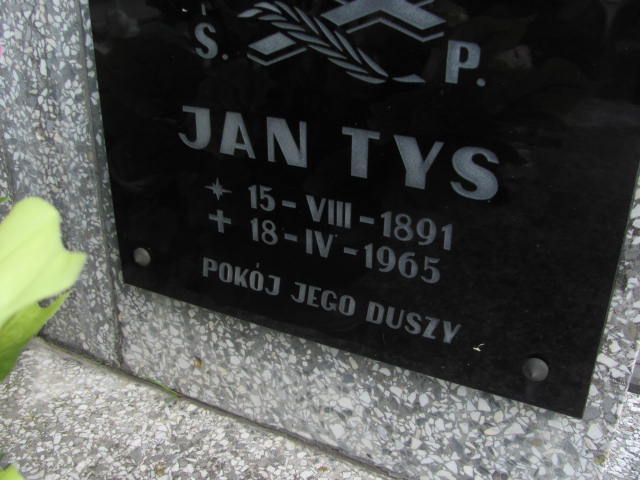 Ś. P.
JAN TYS
15-VIII-1891
18-IV-1965
POKÓJ JEGO DUSZY